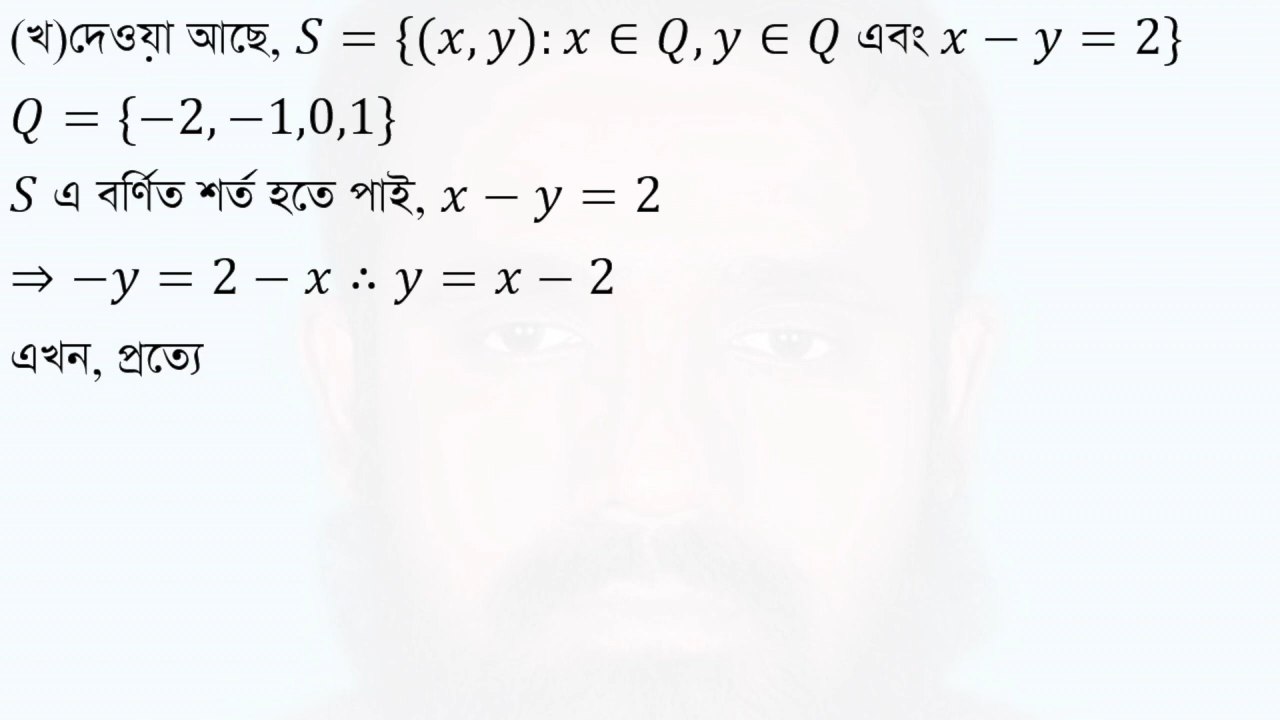 (খ)দেওয়া আছে, S = {(x, y): x ∈ Q, y ∈ Q এবং x − y = 2}
Q = {−2, −1,0,1}
S এ বর্ণিত শর্ত হতে পাই, x − y = 2
⇒ −y = 2 − x ∴ y = x − 2
এখন, প্রত্যে